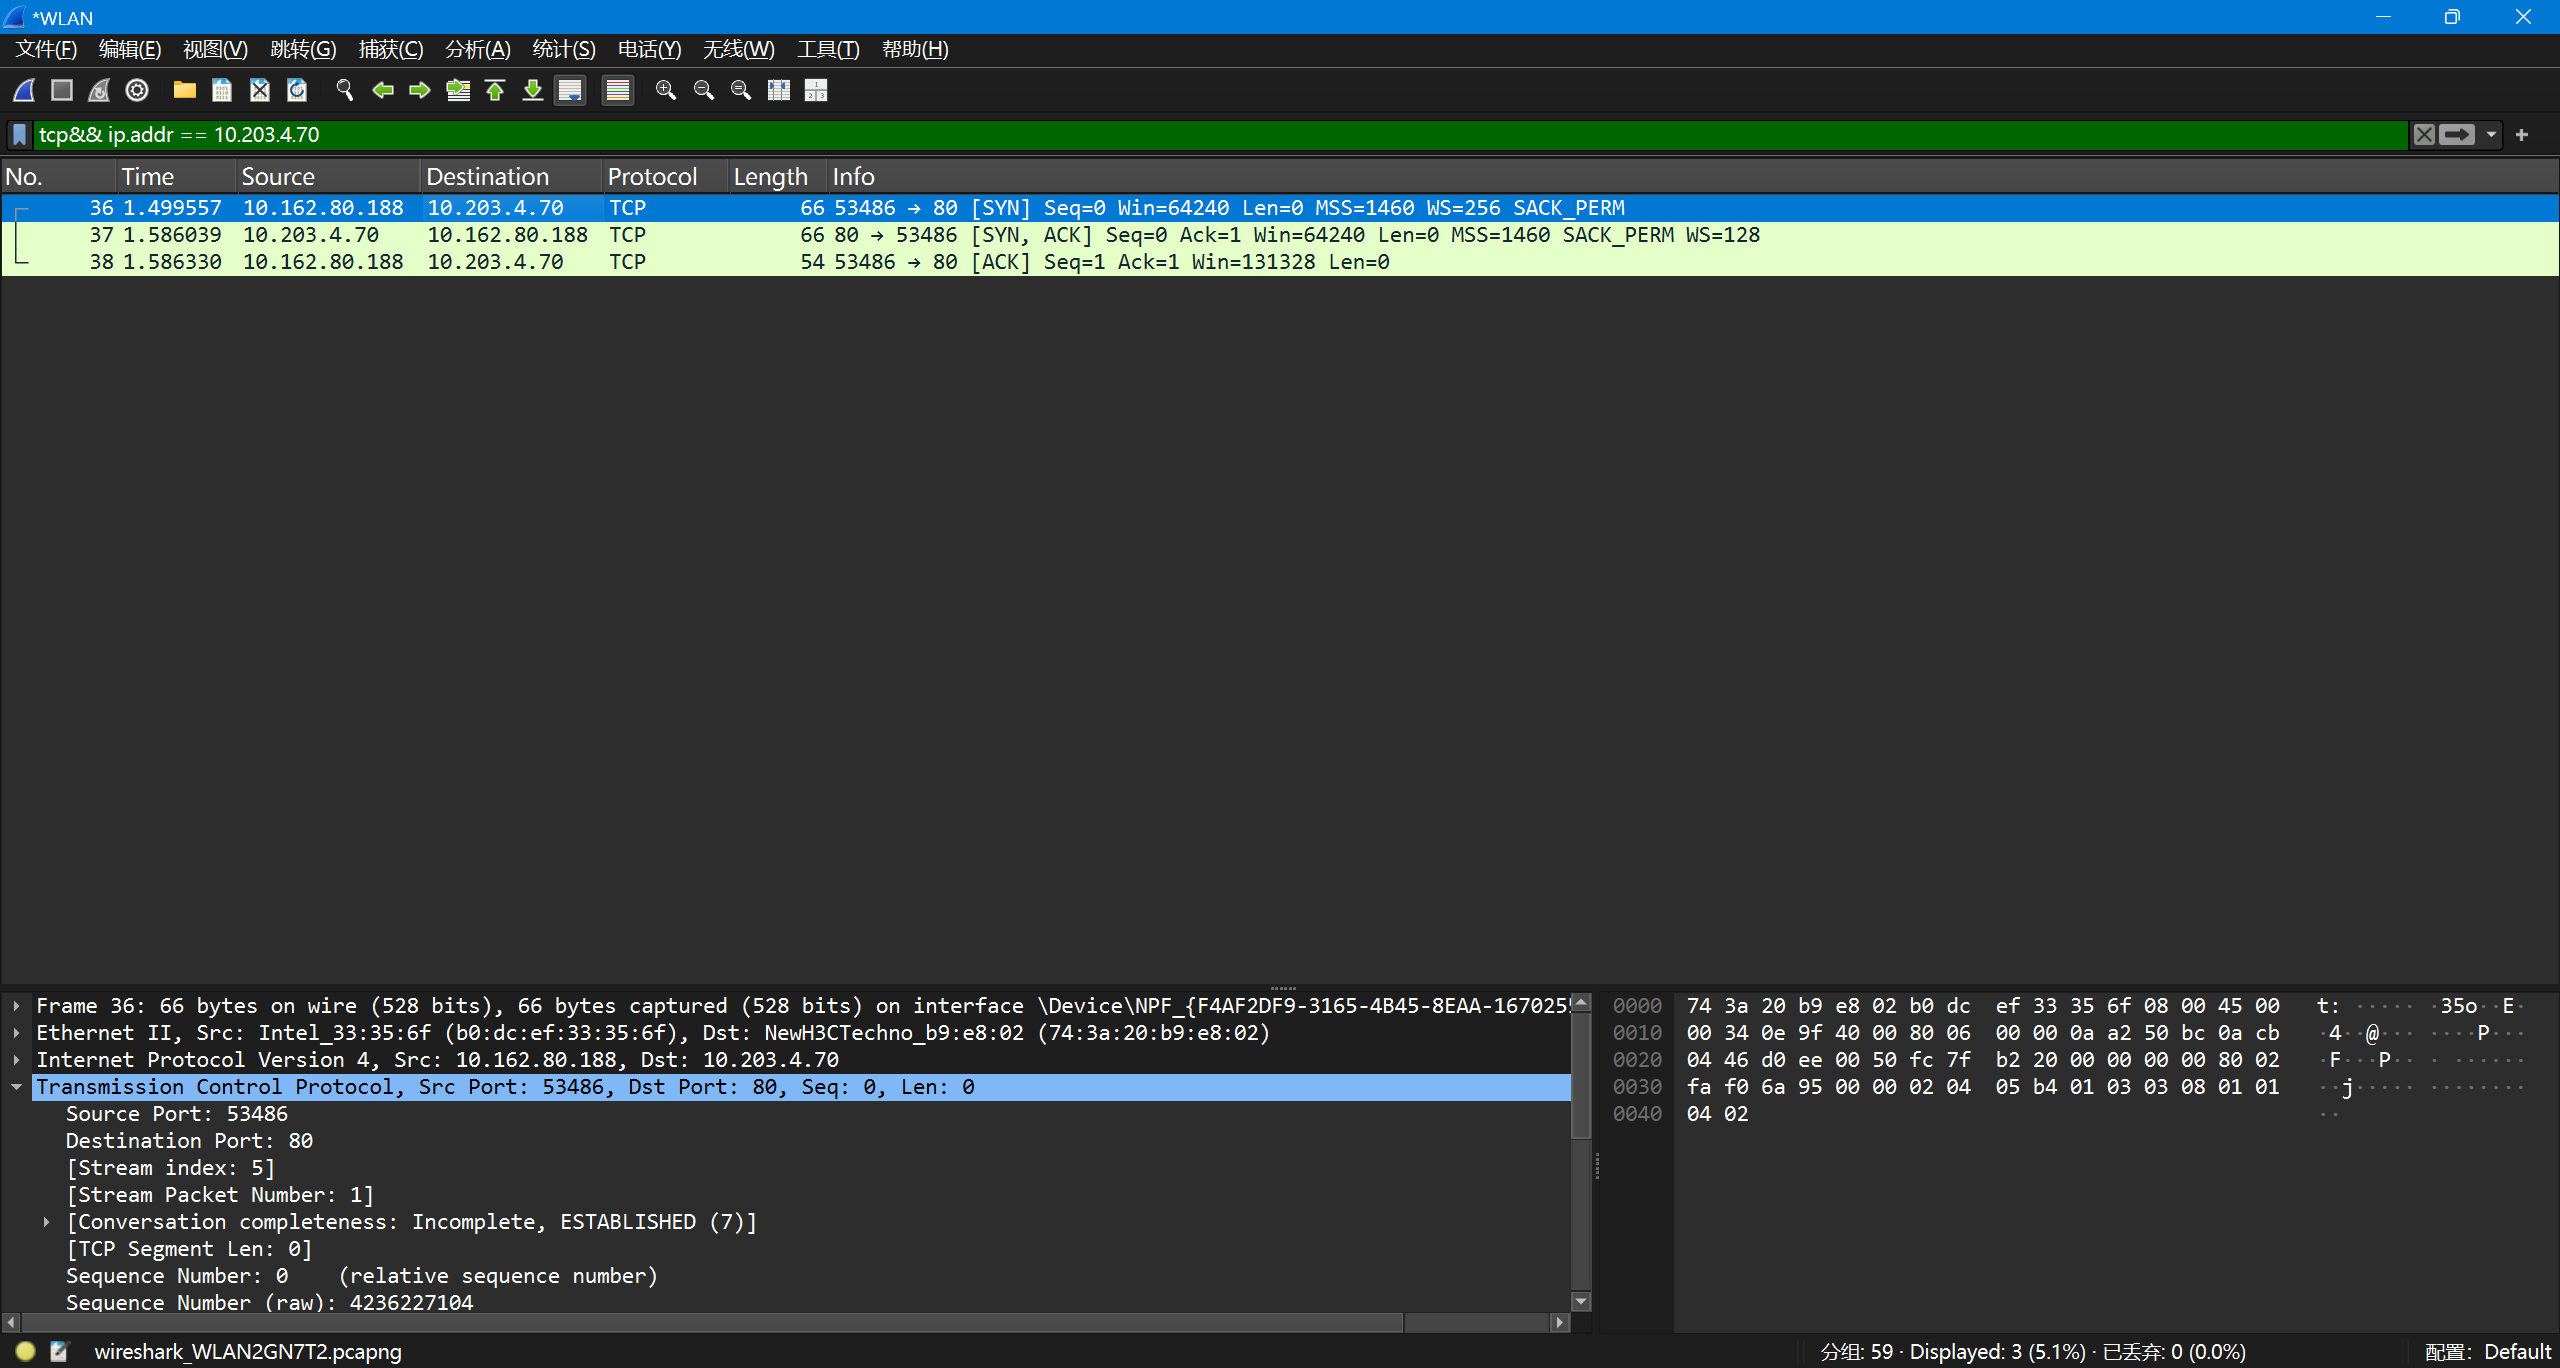 *WLAN
文件(F) 编辑(E) 视图(V) 跳转(G) 捕获(C) 分析(A) 统计(S) 电话(Y) 无线(W) 工具(T) 帮助(H)
tcp&& ip.addr == 10.203.4.70
No. Time Source Destination Protocol Length Info
36 1.499557 10.162.80.188 10.203.4.70 TCP 66 53486 → 80 [SYN] Seq=0 Win=64240 Len=0 MSS=1460 WS=256 SACK_PERM
37 1.586039 10.203.4.70 10.162.80.188 TCP 66 80 → 53486 [SYN, ACK] Seq=0 Ack=1 Win=64240 Len=0 MSS=1460 SACK_PERM WS=128
38 1.586330 10.162.80.188 10.203.4.70 TCP 54 53486 → 80 [ACK] Seq=1 Ack=1 Win=131328 Len=0
Frame 36: 66 bytes on wire (528 bits), 66 bytes captured (528 bits) on interface \Device\NPF_{F4AF2DF9-3165-4B45-8EAA-167025
Ethernet II, Src: Intel_33:35:6f (b0:dc:ef:33:35:6f), Dst: NewH3CTechno_b9:e8:02 (74:3a:20:b9:e8:02)
Internet Protocol Version 4, Src: 10.162.80.188, Dst: 10.203.4.70
Transmission Control Protocol, Src Port: 53486, Dst Port: 80, Seq: 0, Len: 0
Source Port: 53486
Destination Port: 80
[Stream index: 5]
[Stream Packet Number: 1]
[Conversation completeness: Incomplete, ESTABLISHED (7)]
[TCP Segment Len: 0]
Sequence Number: 0 (relative sequence number)
Sequence Number (raw): 4236227104
0000 74 3a 20 b9 e8 02 b0 dc ef 33 35 6f 08 00 45 00 t: ····· ·35o··E·
0010 00 34 0e 9f 40 00 80 06 00 00 0a a2 50 bc 0a cb ·4··@··· ····P···
0020 04 46 d0 ee 00 50 fc 7f b2 20 00 00 00 00 80 02 ·F···P·· · ······
0030 fa f0 6a 95 00 00 02 04 05 b4 01 03 03 08 01 01 ··j····· ········
0040 04 02 ··
wireshark_WLAN2GN7T2.pcapng 分组: 59 · Displayed: 3 (5.1%) · 已丢弃: 0 (0.0%) 配置: Default